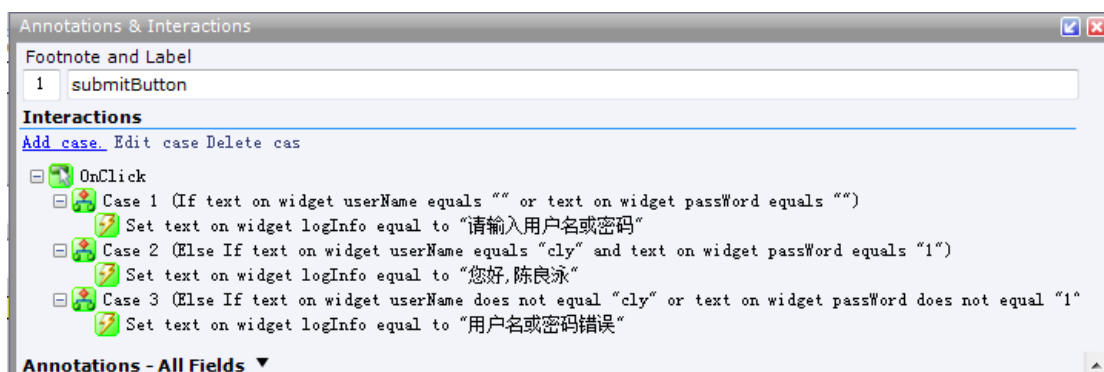 Annotations & Interactions
Footnote and Label
1 submitButton
Interactions
Add case. Edit case Delete cas
OnClick
Case 1 (If text on widget userName equals "" or text on widget passWord equals "")
Set text on widget logInfo equal to "请输入用户名或密码"
Case 2 (Else If text on widget userName equals "cly" and text on widget passWord equals "1")
Set text on widget logInfo equal to "您好,陈良泳"
Case 3 (Else If text on widget userName does not equal "cly" or text on widget passWord does not equal "1"
Set text on widget logInfo equal to "用户名或密码错误"
Annotations - All Fields ▼